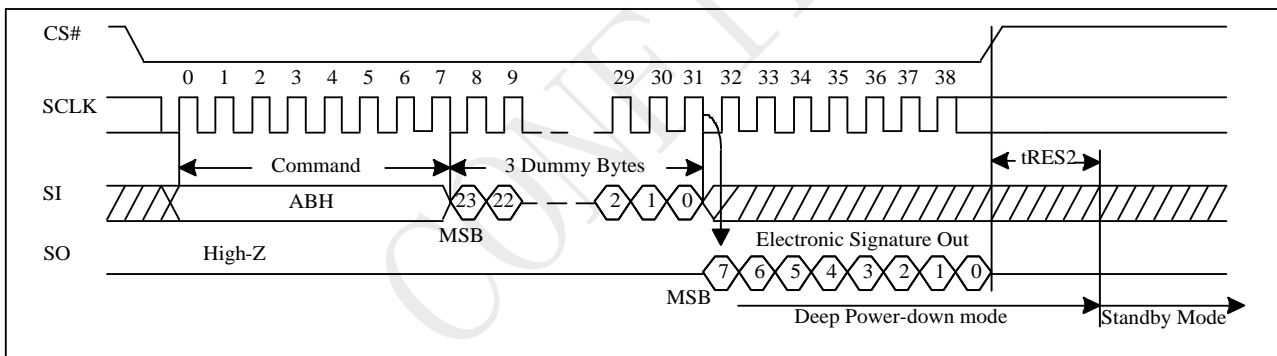 CS#
0 1 2 3 4 5 6 7 8 9 29 30 31 32 33 34 35 36 37 38
SCLK
Command 3 Dummy Bytes tRES2
SI ABH 23 22 2 1 0
MSB
SO High-Z Electronic Signature Out
7 6 5 4 3 2 1 0
MSB
Deep Power-down mode Standby Mode